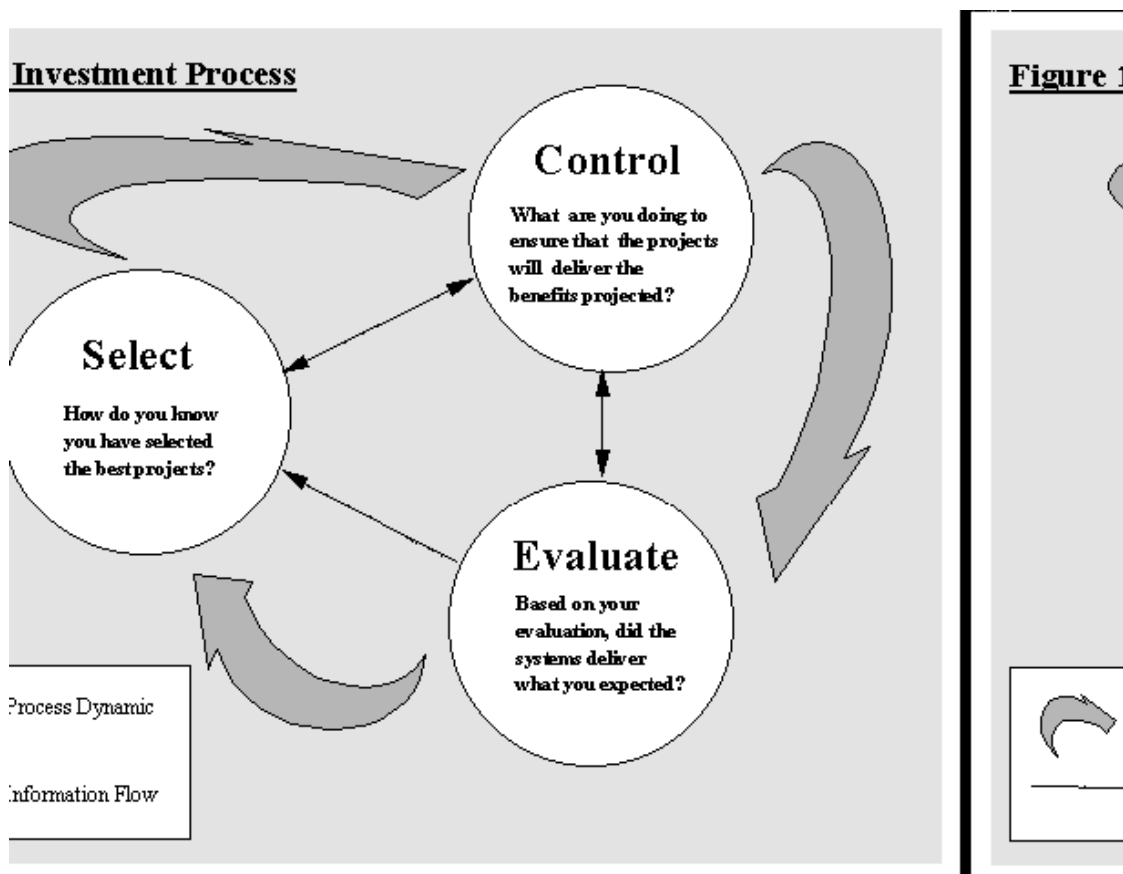 Investment Process
Control
What are you doing to
ensure that the projects
will deliver the
benefits projected?
Select
How do you know
you have selected
the best projects?
Evaluate
Based on your
evaluation, did the
systems deliver
what you expected?
Process Dynamic
Information Flow
Figure 1